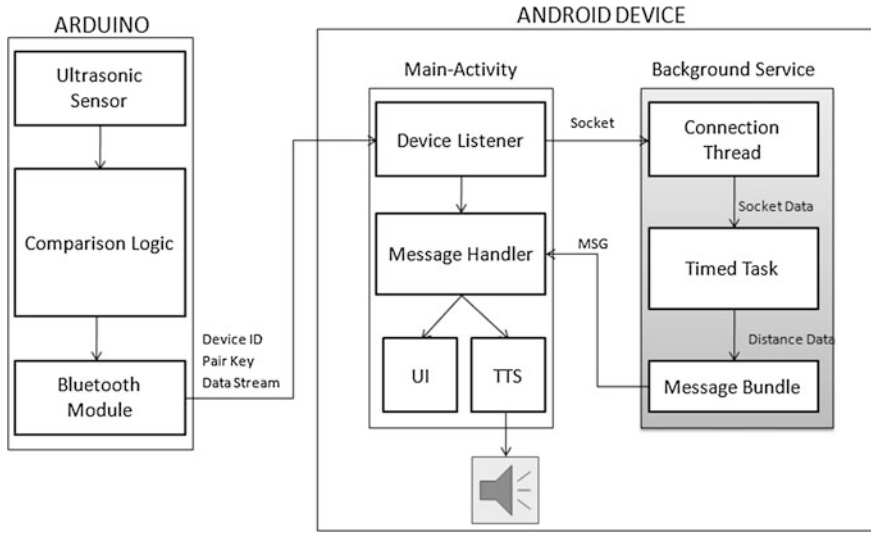 ARDUINO
Ultrasonic
Sensor
Comparison Logic
Bluetooth
Module
Device ID
Pair Key
Data Stream
ANDROID DEVICE
Main-Activity
Device Listener
Message Handler
UI
TTS
Socket
MSG
Background Service
Connection
Thread
Socket Data
Timed Task
Distance Data
Message Bundle